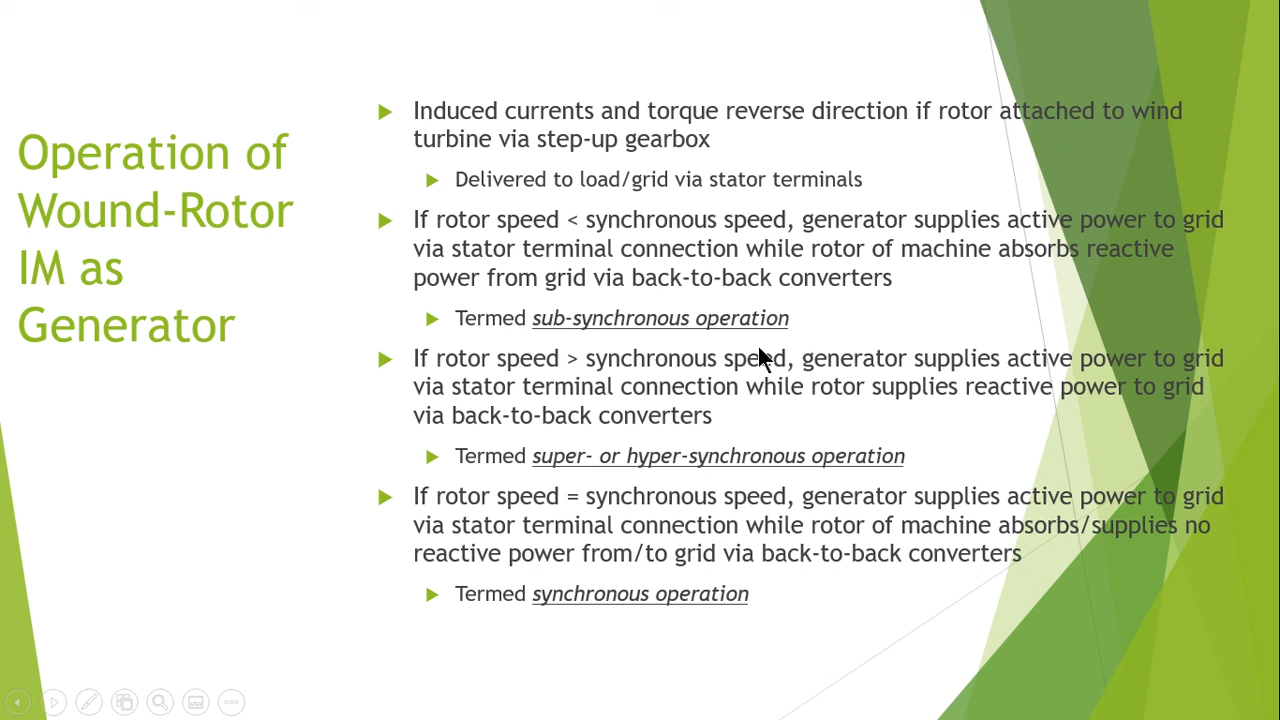 Operation of
Wound-Rotor
IM as
Generator
Induced currents and torque reverse direction if rotor attached to wind
turbine via step-up gearbox
Delivered to load/grid via stator terminals
If rotor speed < synchronous speed, generator supplies active power to grid
via stator terminal connection while rotor of machine absorbs reactive
power from grid via back-to-back converters
Termed sub-synchronous operation
If rotor speed > synchronous speed, generator supplies active power to grid
via stator terminal connection while rotor supplies reactive power to grid
via back-to-back converters
Termed super- or hyper-synchronous operation
If rotor speed = synchronous speed, generator supplies active power to grid
via stator terminal connection while rotor of machine absorbs/supplies no
reactive power from/to grid via back-to-back converters
Termed synchronous operation